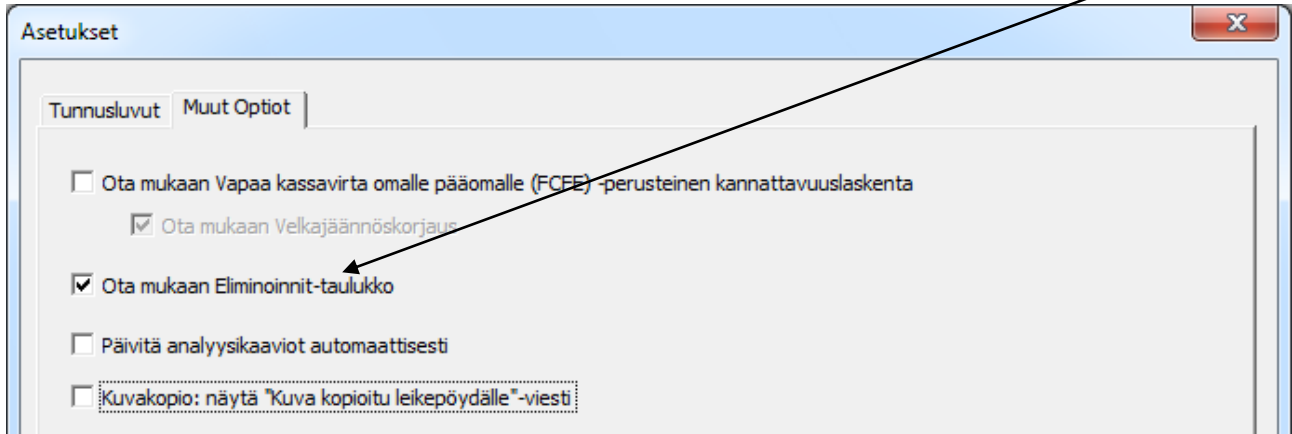 Asetukset
Tunnusluvut Muut Optiot
Ota mukaan Vapaa kassavirta omalle pääomalle (FCFE) -perusteinen kannattavuuslaskenta
Ota mukaan Velkajäännöskorjaus
Ota mukaan Eliminoinnit-taulukko
Päivitä analyysikaaviot automaattisesti
Kuvakopio: näytä "Kuva kopioitu leikepöydälle"-viesti